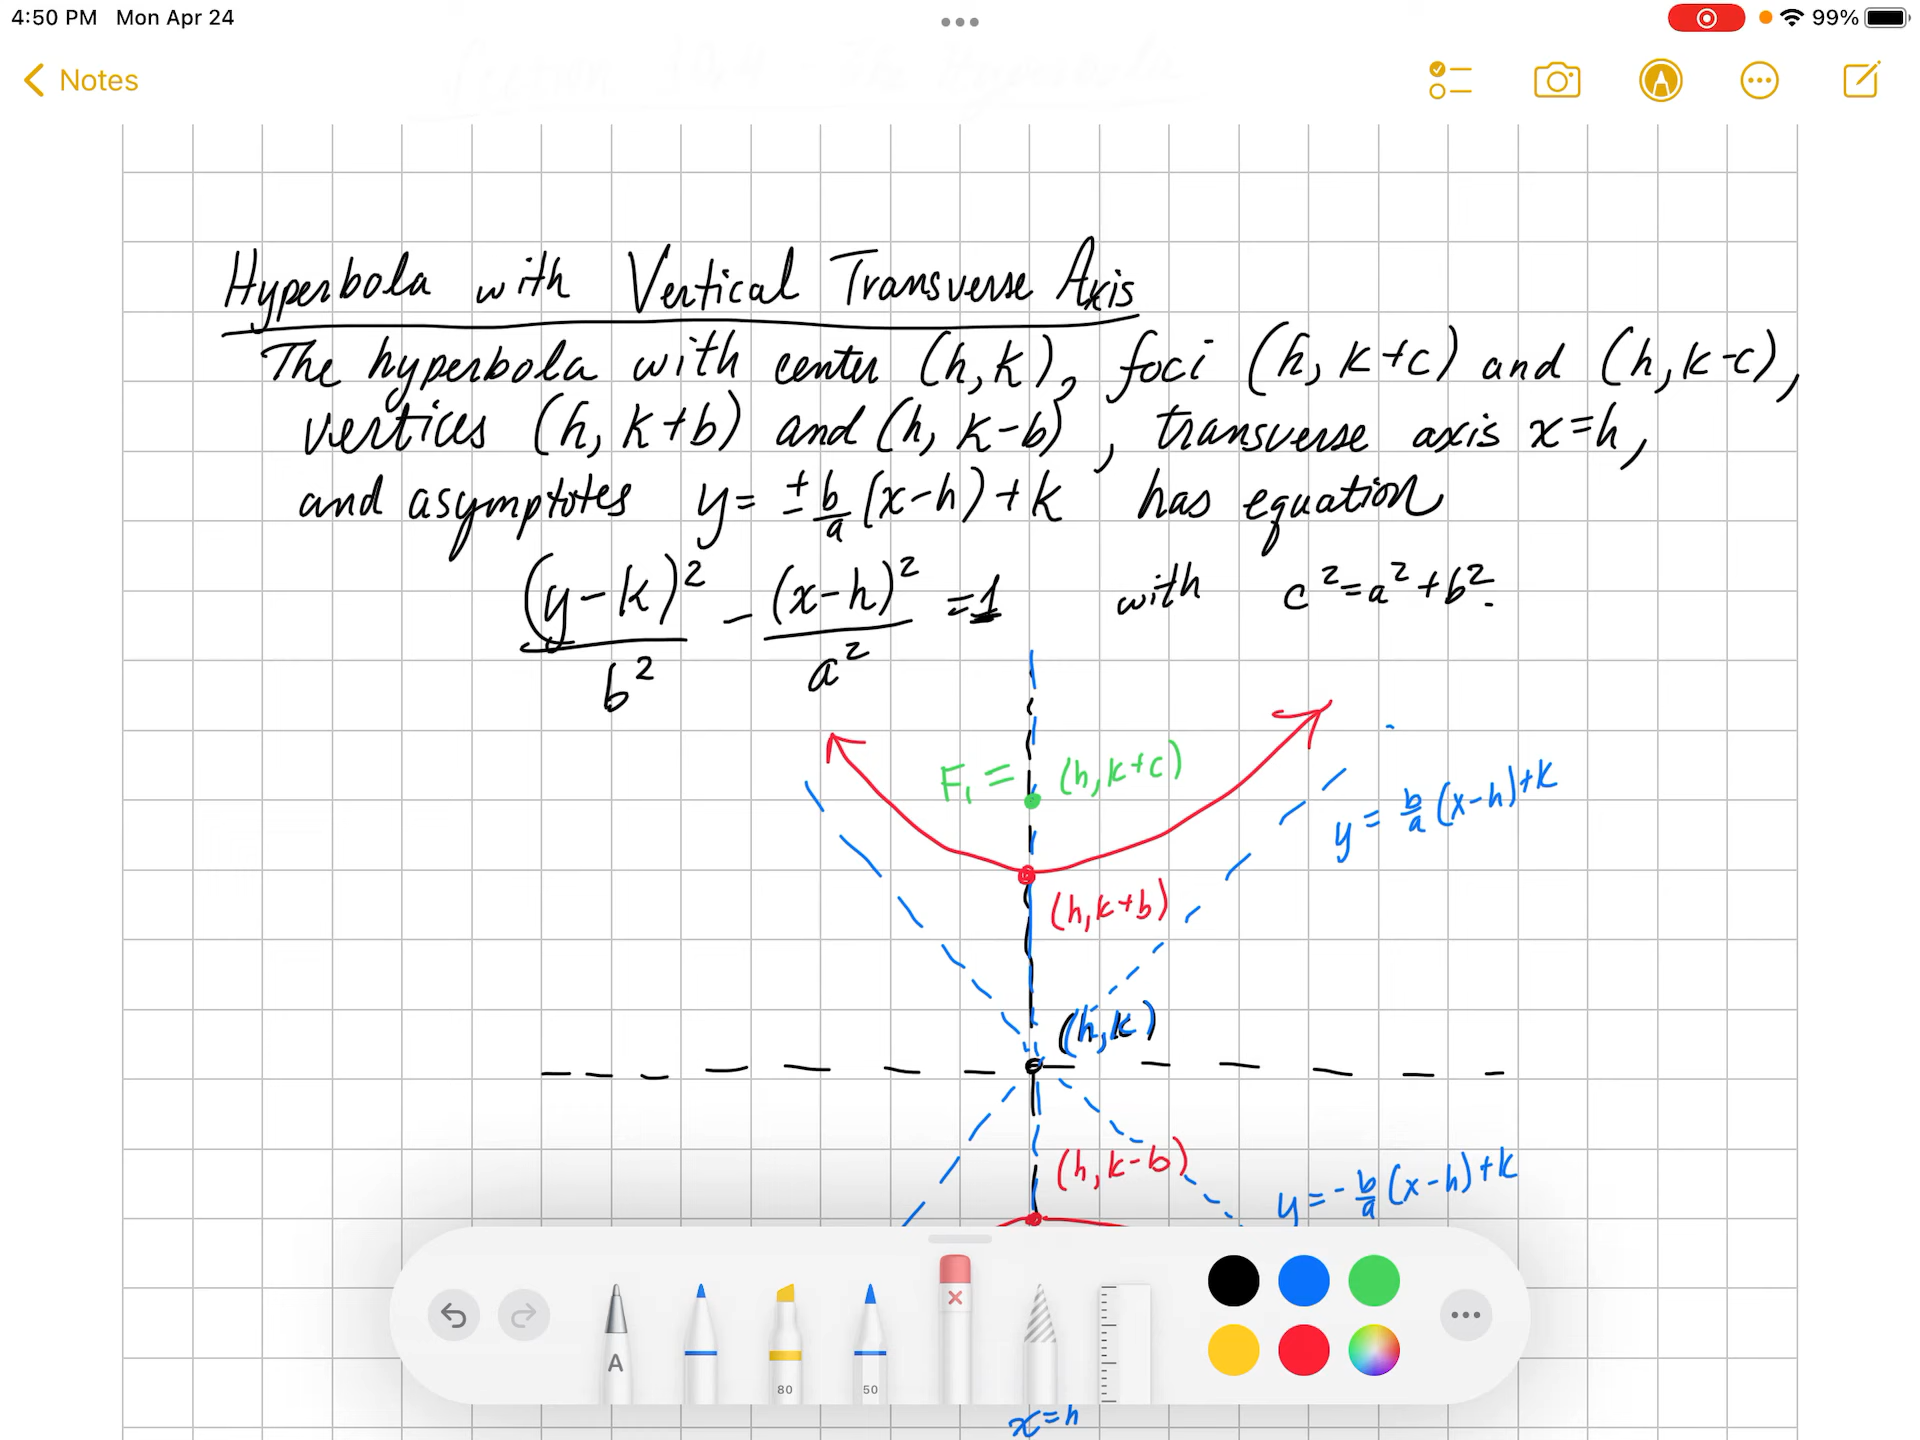 4:50 PM Mon Apr 24
99%
Notes
Hyperbola with Vertical Transverse Axis
The hyperbola with center (h,k), foci (h, k+c) and (h, k-c),
vertices (h, k+b) and (h, k-b), transverse axis x=h,
and asymptotes y= ± b/a (x-h)+k has equation
(y-k)²/b² - (x-h)²/a² =1 with c²=a²+b².
F₁ = (h, k+c)
y = b/a (x-h)+k
(h, k+b)
(h,k)
(h, k-b)
y = - b/a (x-h)+k
A
80
50
x=h